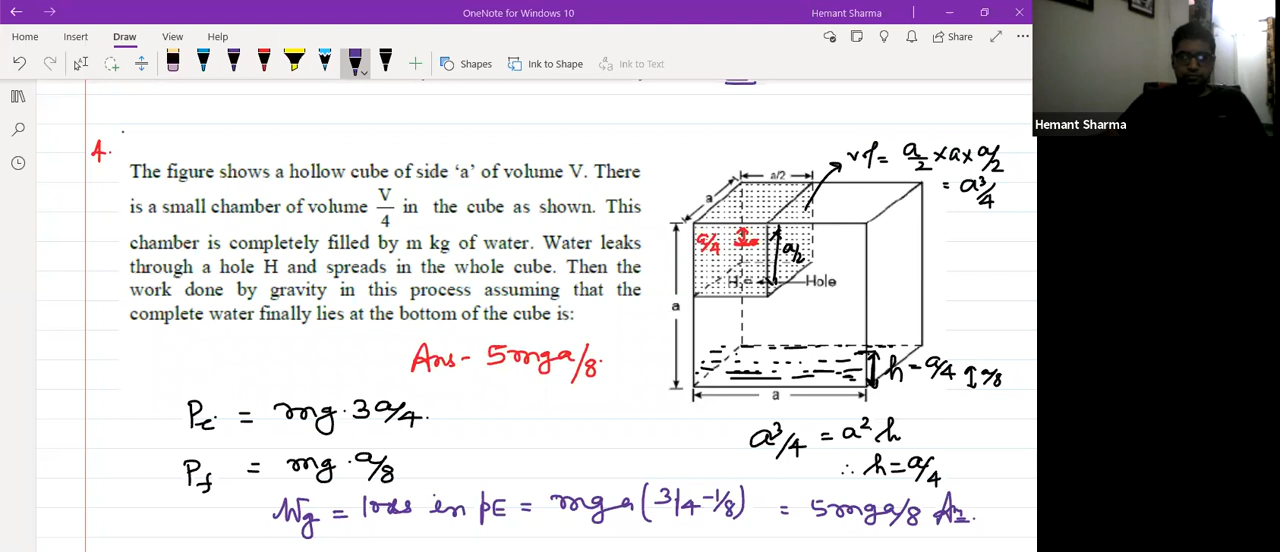 OneNote for Windows 10
Hemant Sharma
Home Insert Draw View Help
Share
Shapes
Ink to Shape
Ink to Text
Hemant Sharma
4.
The figure shows a hollow cube of side ‘a’ of volume V. There
is a small chamber of volume V/4 in the cube as shown. This
chamber is completely filled by m kg of water. Water leaks
through a hole H and spreads in the whole cube. Then the
work done by gravity in this process assuming that the
complete water finally lies at the bottom of the cube is:
Ans - 5mga/8.
a/2
a
a/4
a/2
H
Hole
a
h = a/4
a/8
a
= a/2 × a × a/2
= a³/4
a³/4 = a² h
∴ h = a/4
Pi = mg . 3a/4.
Pf = mg . a/8
Wg = loss in PE = mga (3/4 - 1/8) = 5mga/8 Ans.